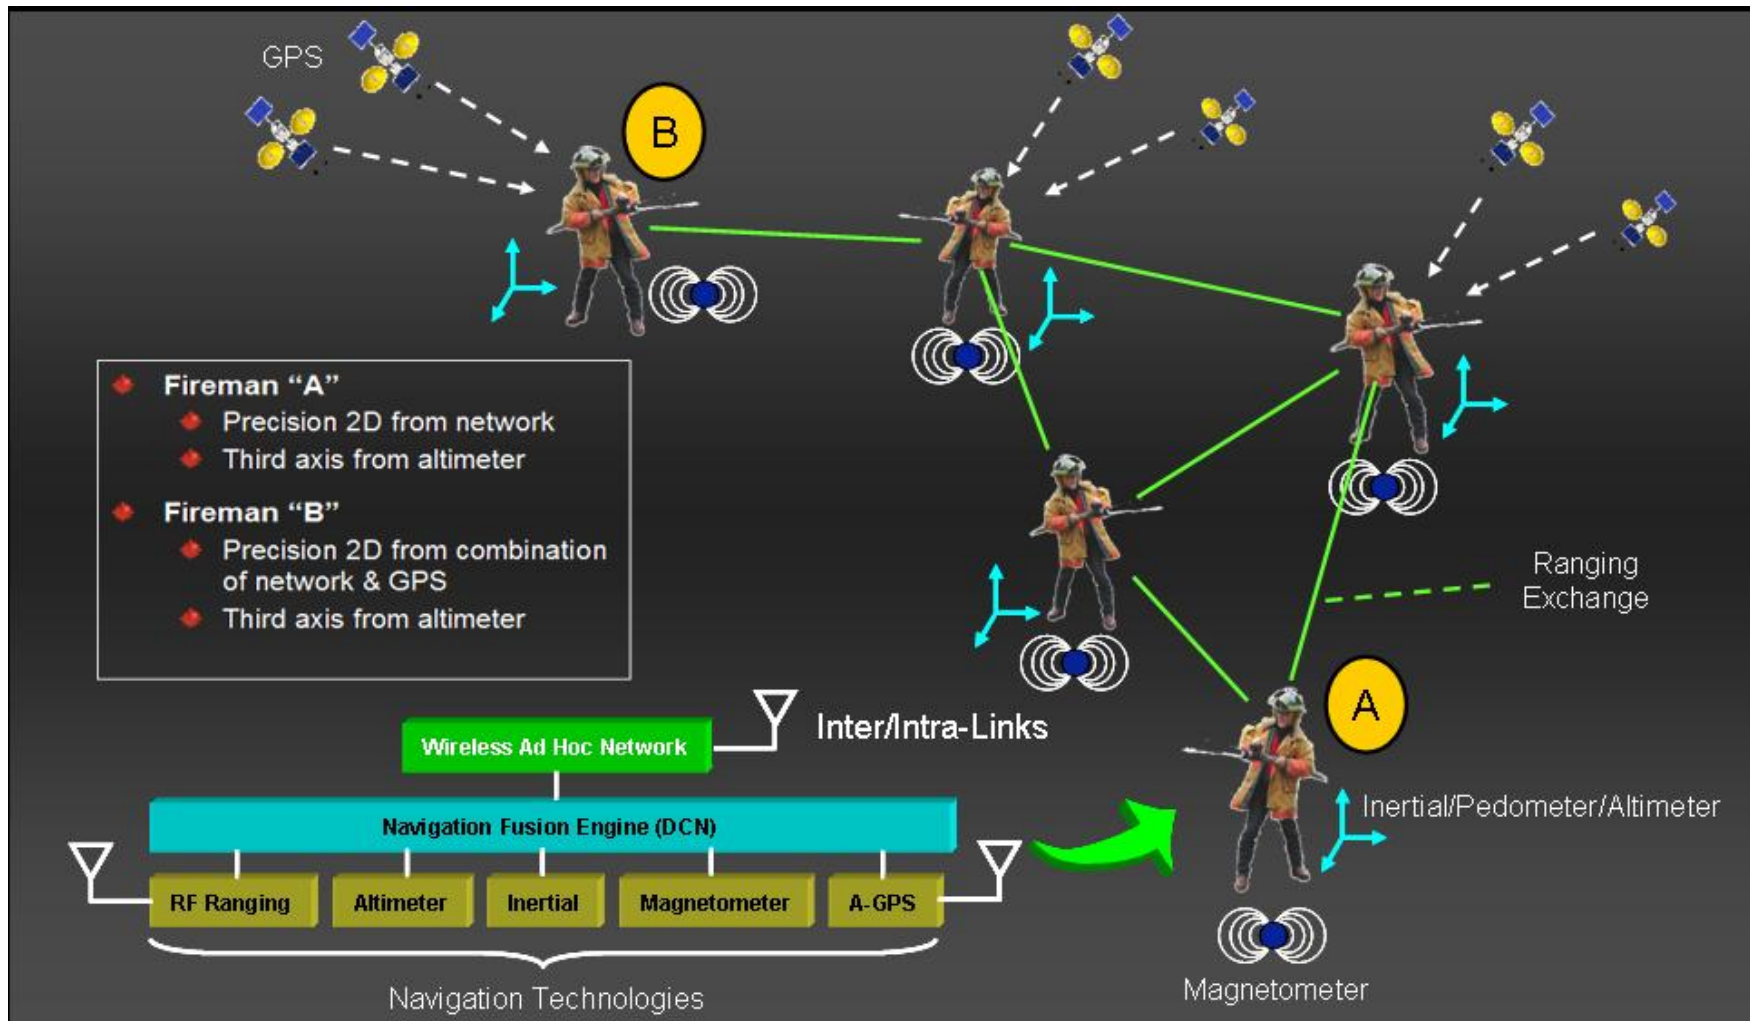 GPS
B
Fireman “A”
Precision 2D from network
Third axis from altimeter
Fireman “B”
Precision 2D from combination
of network & GPS
Third axis from altimeter
Ranging
Exchange
A
Inter/Intra-Links
Wireless Ad Hoc Network
Inertial/Pedometer/Altimeter
Navigation Fusion Engine (DCN)
RF Ranging
Altimeter
Inertial
Magnetometer
A-GPS
Navigation Technologies
Magnetometer